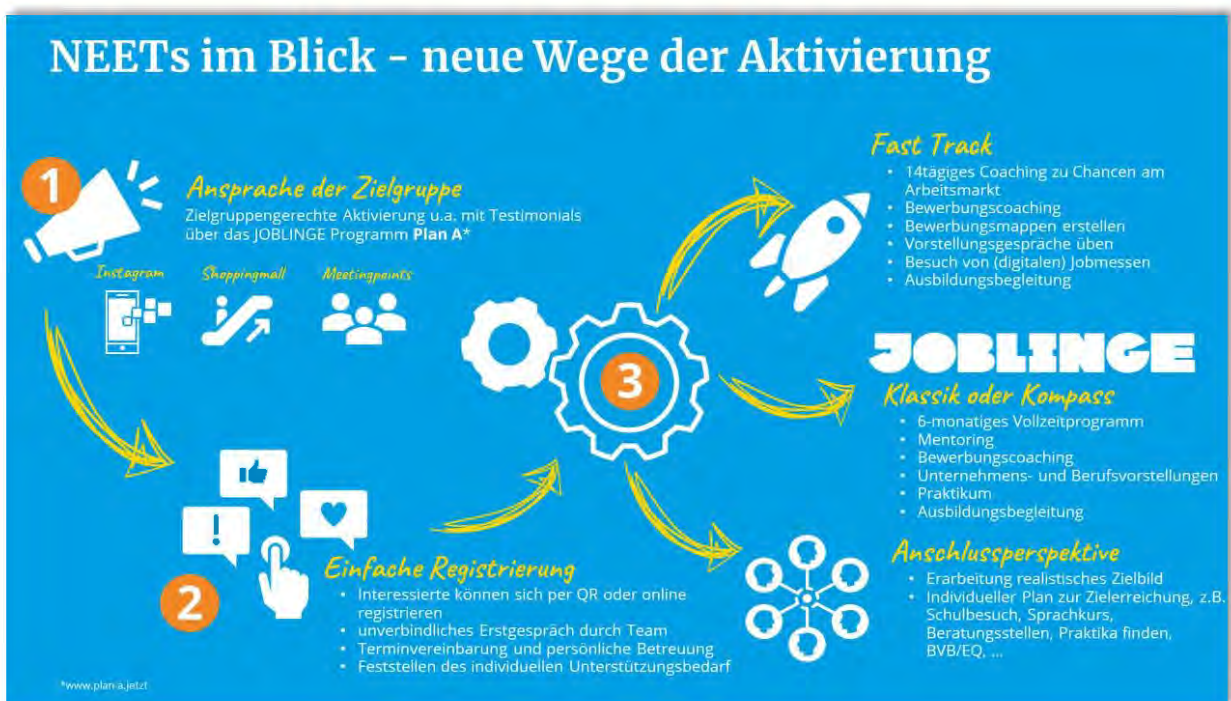 NEETs im Blick – neue Wege der Aktivierung
1
Ansprache der Zielgruppe
Zielgruppengerechte Aktivierung u.a. mit Testimonials
über das JOBLINGE Programm Plan A*
Instagram
Shoppingmall
Meetingpoints
2
Einfache Registrierung
• Interessierte können sich per QR oder online
registrieren
• unverbindliches Erstgespräch durch Team
• Terminvereinbarung und persönliche Betreuung
• Feststellen des individuellen Unterstützungsbedarf
3
Fast Track
• 14tägiges Coaching zu Chancen am
Arbeitsmarkt
• Bewerbungscoaching
• Bewerbungsmappen erstellen
• Vorstellungsgespräche üben
• Besuch von (digitalen) Jobmessen
• Ausbildungsbegleitung
JOBLINGE
Klassik oder Kompass
• 6-monatiges Vollzeitprogramm
• Mentoring
• Bewerbungscoaching
• Unternehmens- und Berufsvorstellungen
• Praktikum
• Ausbildungsbegleitung
Anschlussperspektive
• Erarbeitung realistisches Zielbild
• Individueller Plan zur Zielerreichung, z.B.
Schulbesuch, Sprachkurs,
Beratungsstellen, Praktika finden,
BVB/EQ, ...
*www.plan-a.jetzt